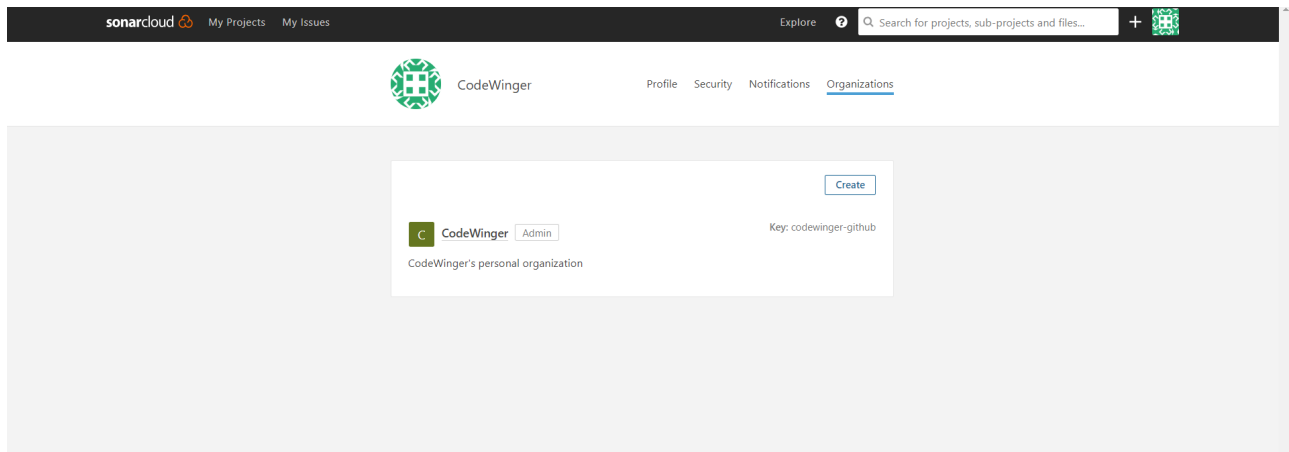 sonarcloud My Projects My Issues Explore ? Search for projects, sub-projects and files... +
CodeWinger Profile Security Notifications Organizations
Create
C CodeWinger Admin Key: codewinger-github
CodeWinger's personal organization